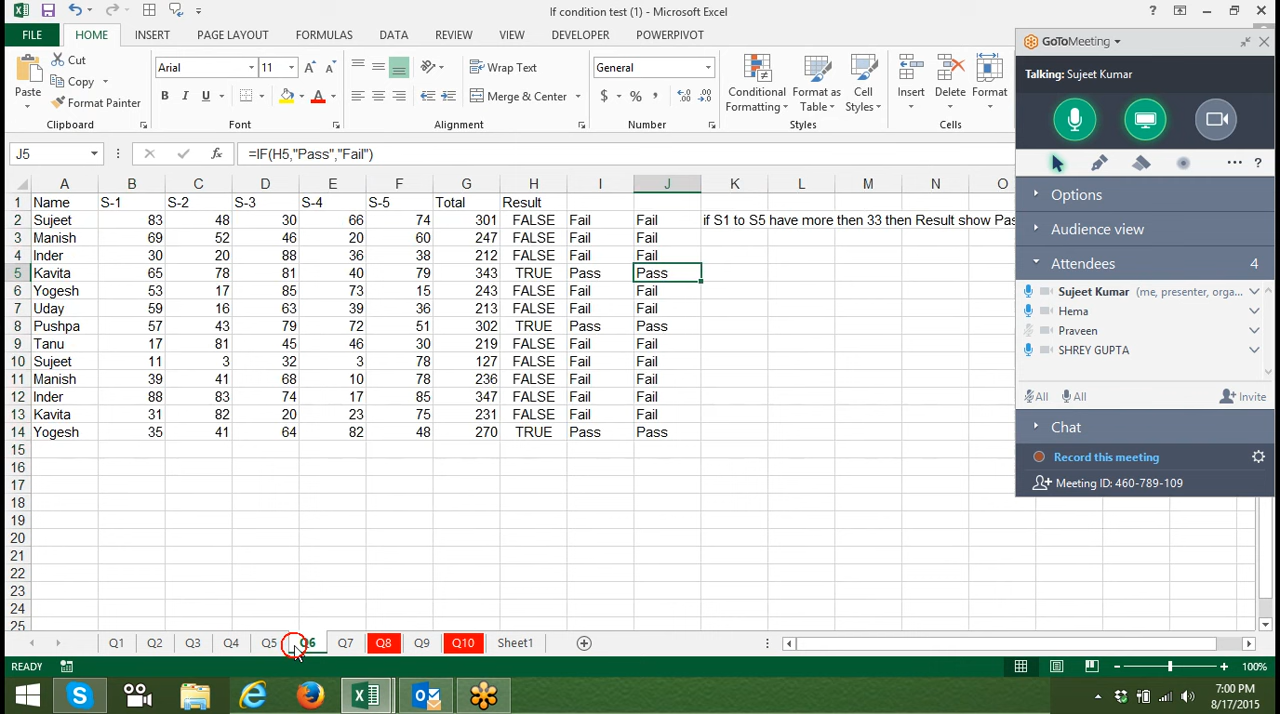 If condition test (1) - Microsoft Excel
FILE HOME INSERT PAGE LAYOUT FORMULAS DATA REVIEW VIEW DEVELOPER POWERPIVOT
Paste
Cut
Copy
Format Painter
Clipboard
Arial 11
B I U
Font
Wrap Text
Merge & Center
Alignment
General
$ % ,
Number
Conditional Formatting
Format as Table
Cell Styles
Styles
Insert Delete Format
Cells
J5 =IF(H5,"Pass","Fail")
A B C D E F G H I J K L M N O
1 Name S-1 S-2 S-3 S-4 S-5 Total Result
2 Sujeet 83 48 30 66 74 301 FALSE Fail Fail if S1 to S5 have more then 33 then Result show Pas
3 Manish 69 52 46 20 60 247 FALSE Fail Fail
4 Inder 30 20 88 36 38 212 FALSE Fail Fail
5 Kavita 65 78 81 40 79 343 TRUE Pass Pass
6 Yogesh 53 17 85 73 15 243 FALSE Fail Fail
7 Uday 59 16 63 39 36 213 FALSE Fail Fail
8 Pushpa 57 43 79 72 51 302 TRUE Pass Pass
9 Tanu 17 81 45 46 30 219 FALSE Fail Fail
10 Sujeet 11 3 32 3 78 127 FALSE Fail Fail
11 Manish 39 41 68 10 78 236 FALSE Fail Fail
12 Inder 88 83 74 17 85 347 FALSE Fail Fail
13 Kavita 31 82 20 23 75 231 FALSE Fail Fail
14 Yogesh 35 41 64 82 48 270 TRUE Pass Pass
15
16
17
18
19
20
21
22
23
24
25
Q1 Q2 Q3 Q4 Q5 Q6 Q7 Q8 Q9 Q10 Sheet1
READY
100%
7:00 PM
8/17/2015
GoToMeeting
Talking: Sujeet Kumar
Options
Audience view
Attendees 4
Sujeet Kumar (me, presenter, orga...
Hema
Praveen
SHREY GUPTA
All All Invite
Chat
Record this meeting
Meeting ID: 460-789-109